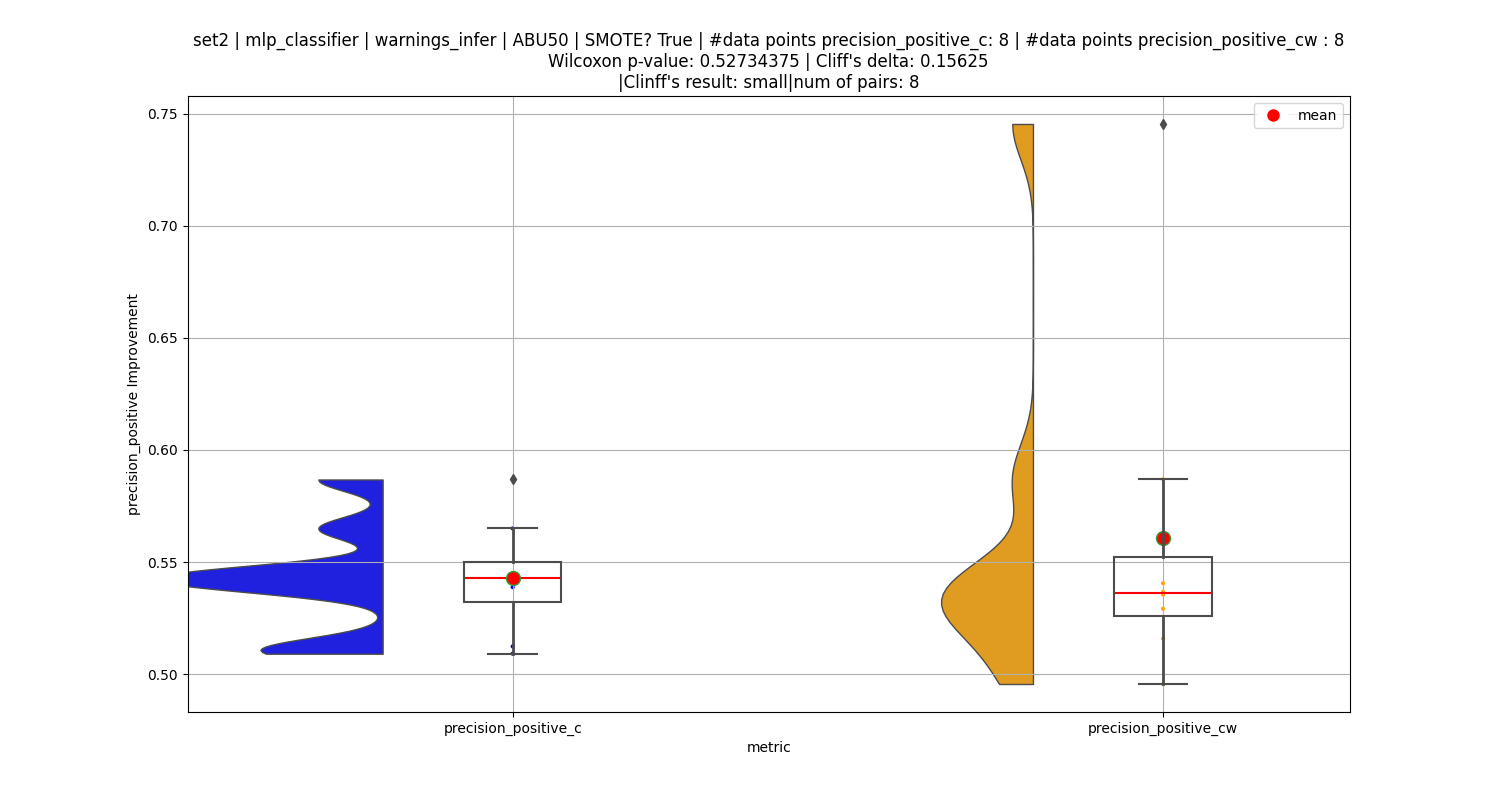 set2 | mlp_classifier | warnings_infer | ABU50 | SMOTE? True | #data points precision_positive_c: 8 | #data points precision_positive_cw : 8
Wilcoxon p-value: 0.52734375 | Cliff's delta: 0.15625
|Clinff's result: small|num of pairs: 8
mean
0.75
0.70
0.65
0.60
0.55
0.50
precision_positive Improvement
precision_positive_c
precision_positive_cw
metric